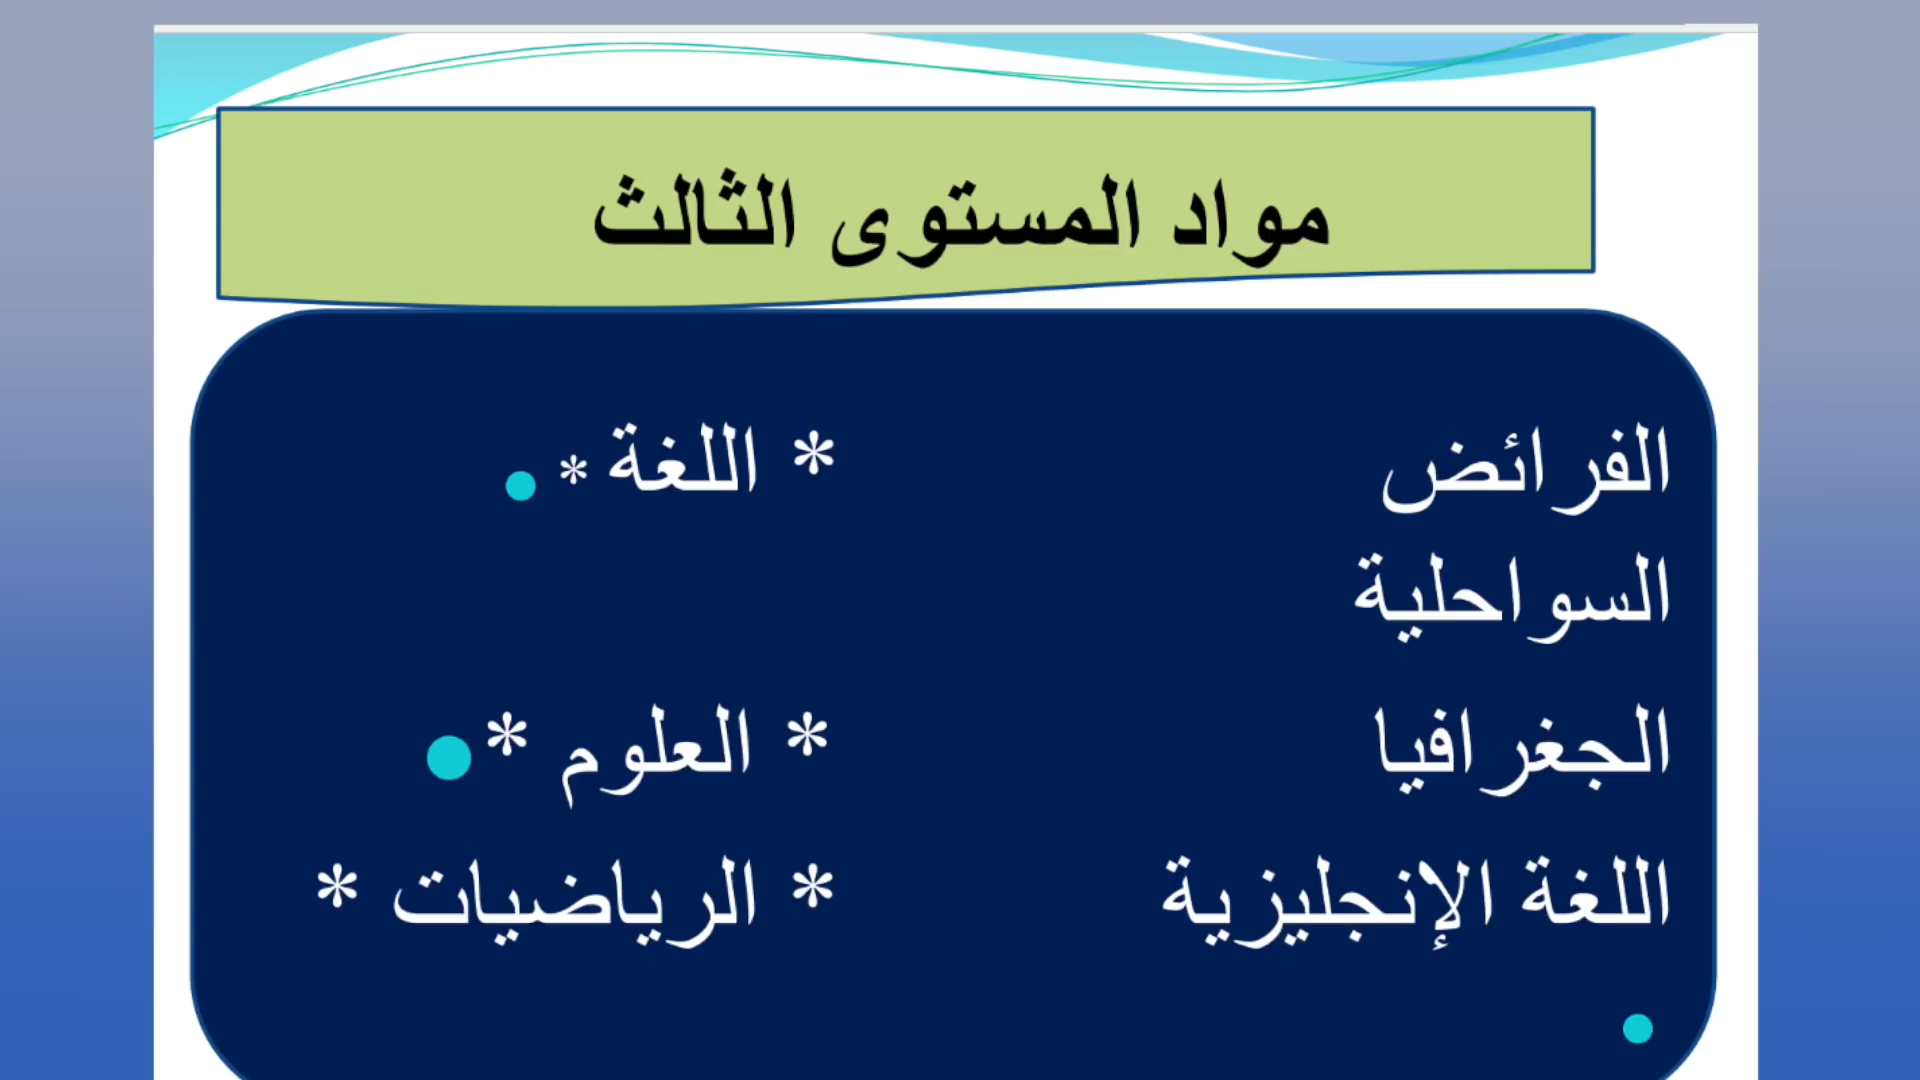 مواد المستوى الثالث
الفرائض * اللغة *
السواحلية
الجغرافيا * العلوم *
اللغة الإنجليزية * الرياضيات *